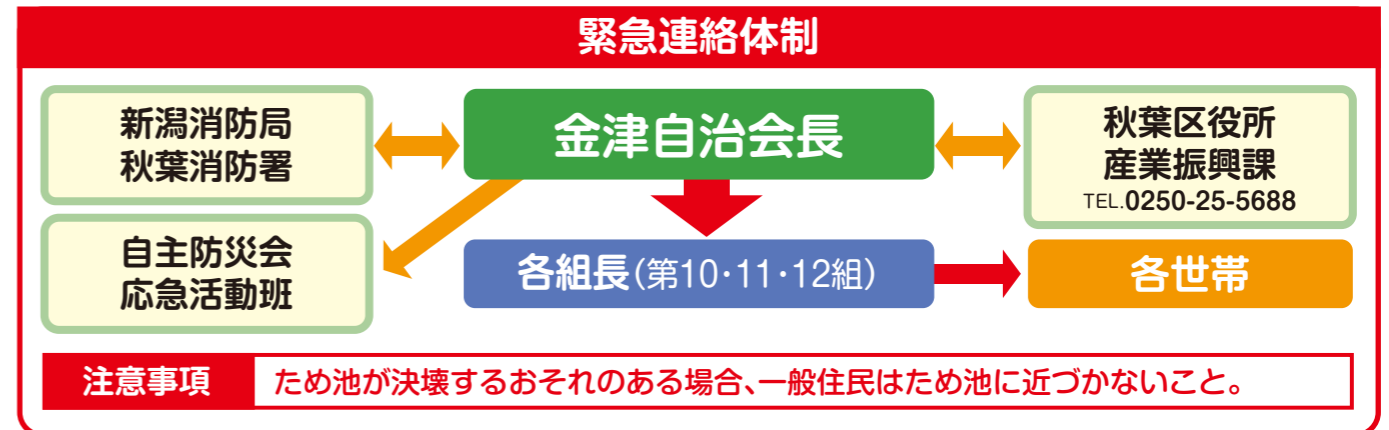 緊急連絡体制
新潟消防局
秋葉消防署
金津自治会長
秋葉区役所
産業振興課
TEL.0250-25-5688
自主防災会
応急活動班
各組長(第10・11・12組)
各世帯
注意事項
ため池が決壊するおそれのある場合、一般住民はため池に近づかないこと。